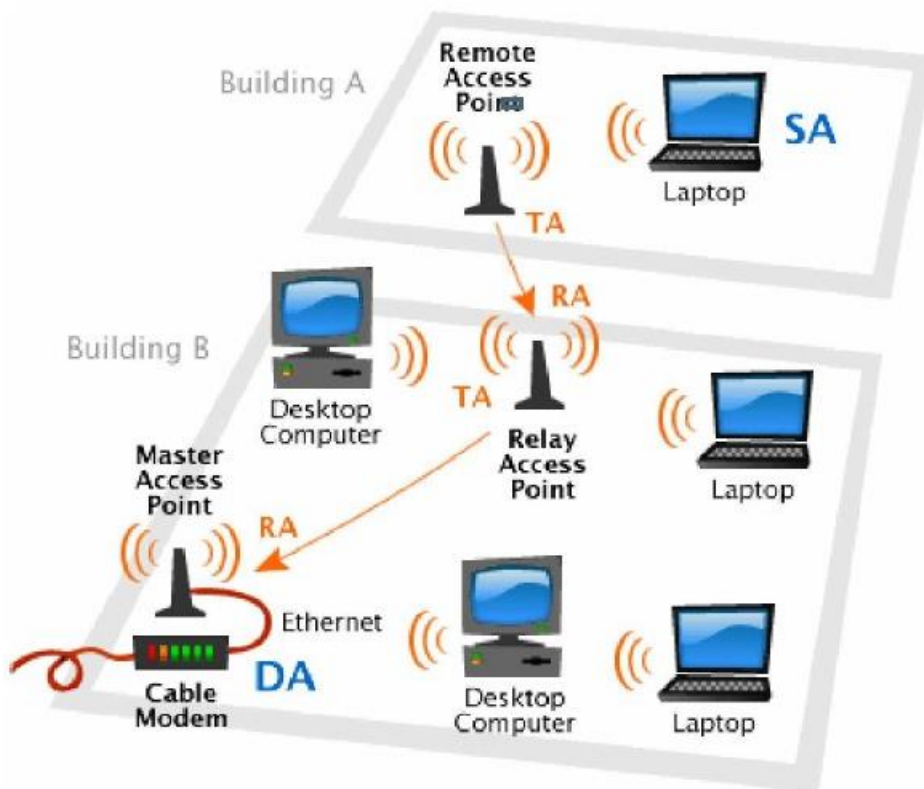 Remote
Access
Point
Building A
SA
Laptop
TA
RA
Building B
TA
Desktop
Computer
Relay
Access
Point
Laptop
Master
Access
Point
RA
Ethernet
DA
Cable
Modem
Desktop
Computer
Laptop